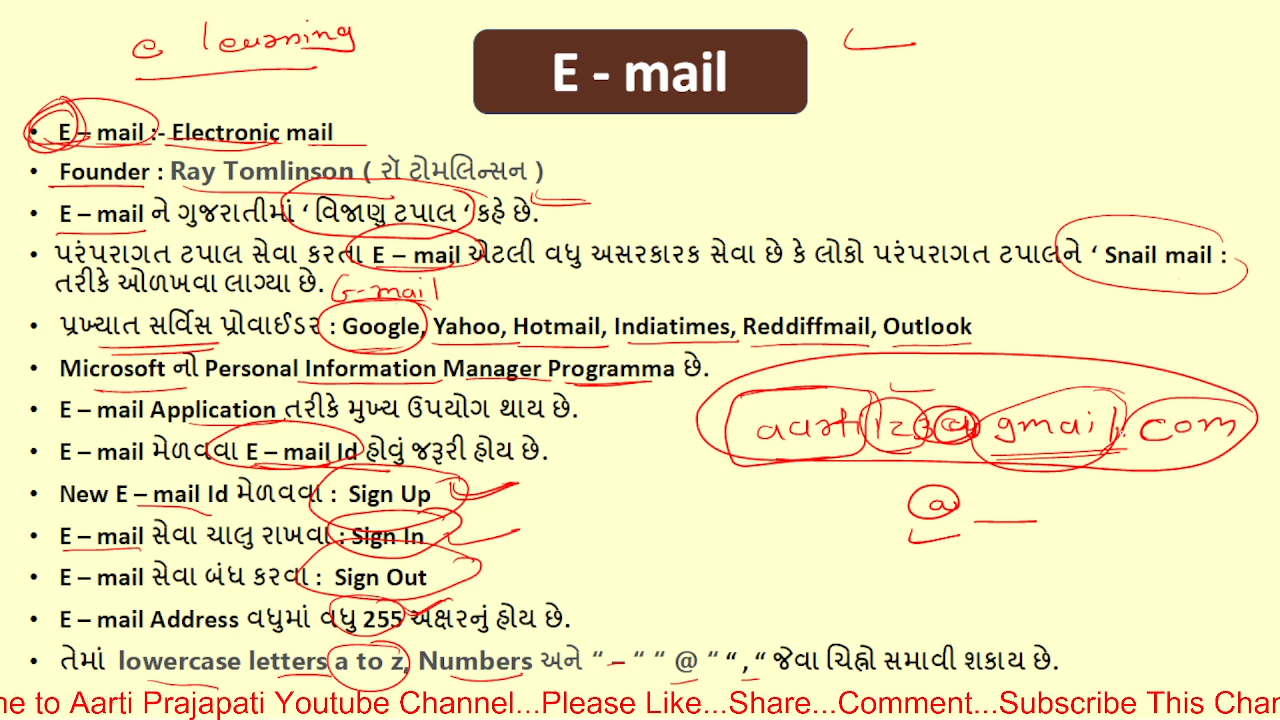 e learning
E - mail
• E – mail :- Electronic mail
• Founder : Ray Tomlinson ( રૉ ટોમલિન્સન )
• E – mail ને ગુજરાતીમાં ‘ વિજાણુ ટપાલ ‘ કહે છે.
• પરંપરાગત ટપાલ સેવા કરતા E – mail એટલી વધુ અસરકારક સેવા છે કે લોકો પરંપરાગત ટપાલને ‘ Snail mail :
તરીકે ઓળખવા લાગ્યા છે.
G-mail
• પ્રખ્યાત સર્વિસ પ્રોવાઈડર : Google, Yahoo, Hotmail, Indiatimes, Reddiffmail, Outlook
• Microsoft નો Personal Information Manager Programma છે.
• E – mail Application તરીકે મુખ્ય ઉપયોગ થાય છે.
aarti123@gmail.com
• E – mail મેળવવા E – mail Id હોવું જરૂરી હોય છે.
• New E – mail Id મેળવવા : Sign Up
@
• E – mail સેવા ચાલુ રાખવા : Sign In
• E – mail સેવા બંધ કરવા : Sign Out
• E – mail Address વધુમાં વધુ 255 અક્ષરનું હોય છે.
• તેમાં lowercase letters a to z, Numbers અને “ – “ “ @ “ “ , “ જેવા ચિહ્નો સમાવી શકાય છે.
me to Aarti Prajapati Youtube Channel...Please Like...Share...Comment...Subscribe This Chan